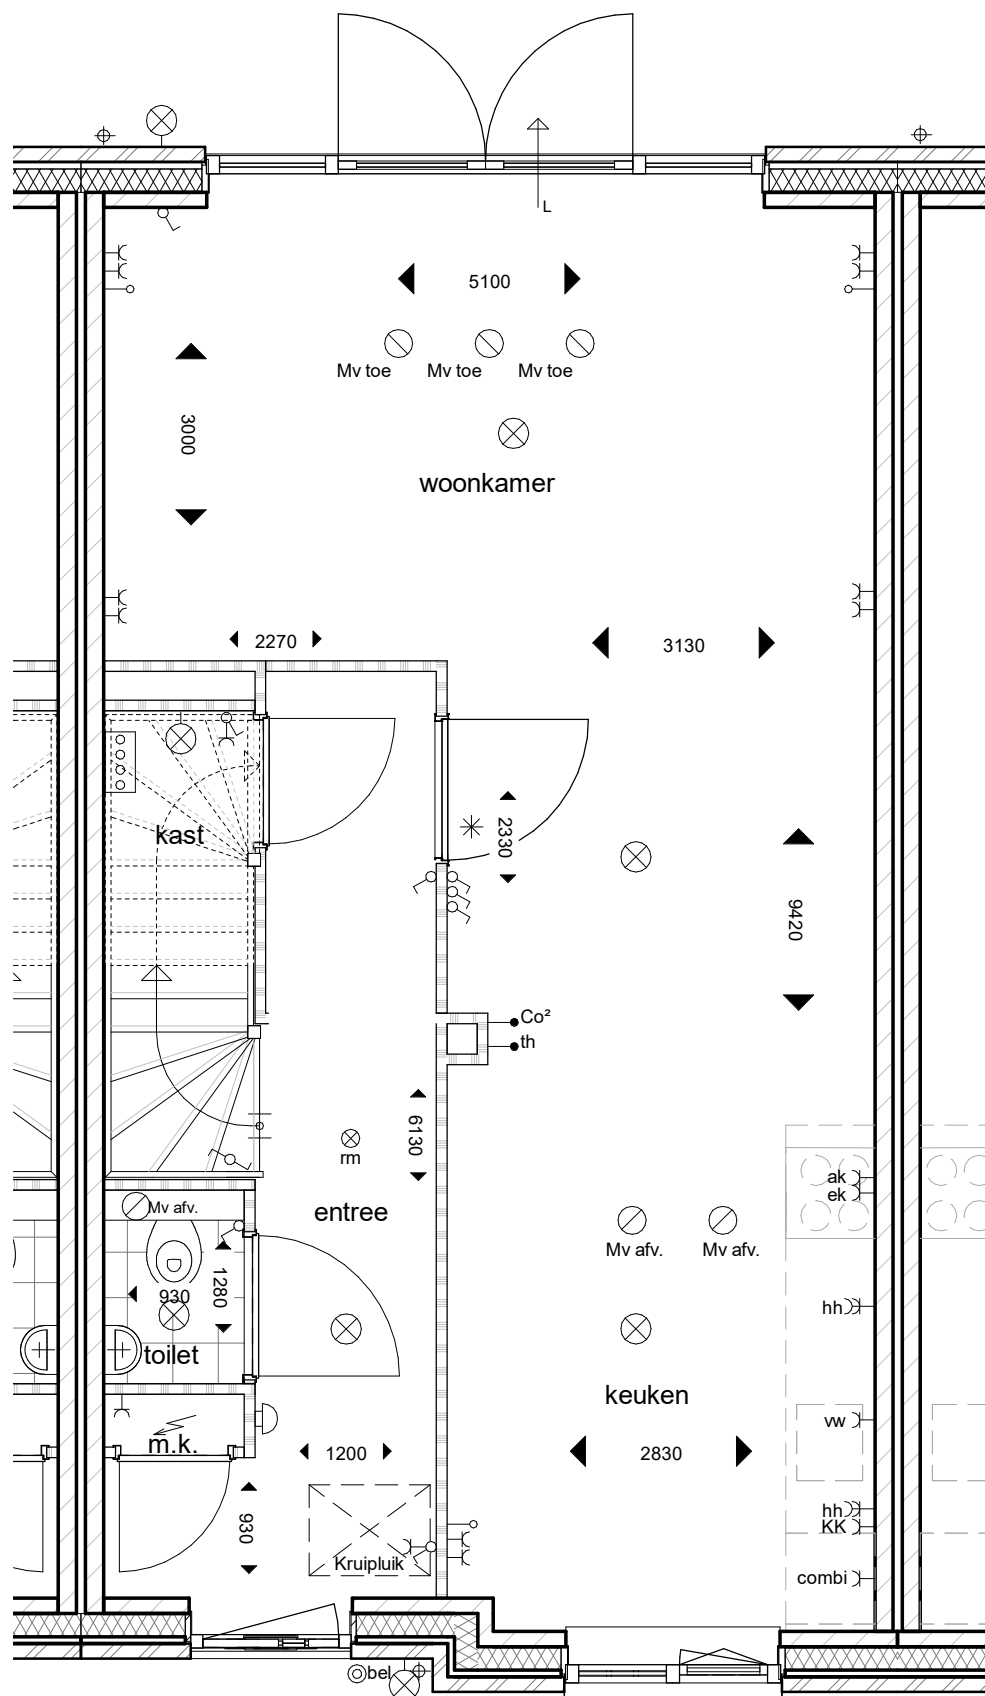 L
5100
Mv toe Mv toe Mv toe
3000
woonkamer
2270
3130
kast
2330
9420
Co²
th
6130
rm
ak
ek
Mv afv.
entree
Mv afv. Mv afv.
1280
930
hh
toilet
keuken
vw
m.k.
1200
2830
930
hh
KK
Kruipluik
combi
bel